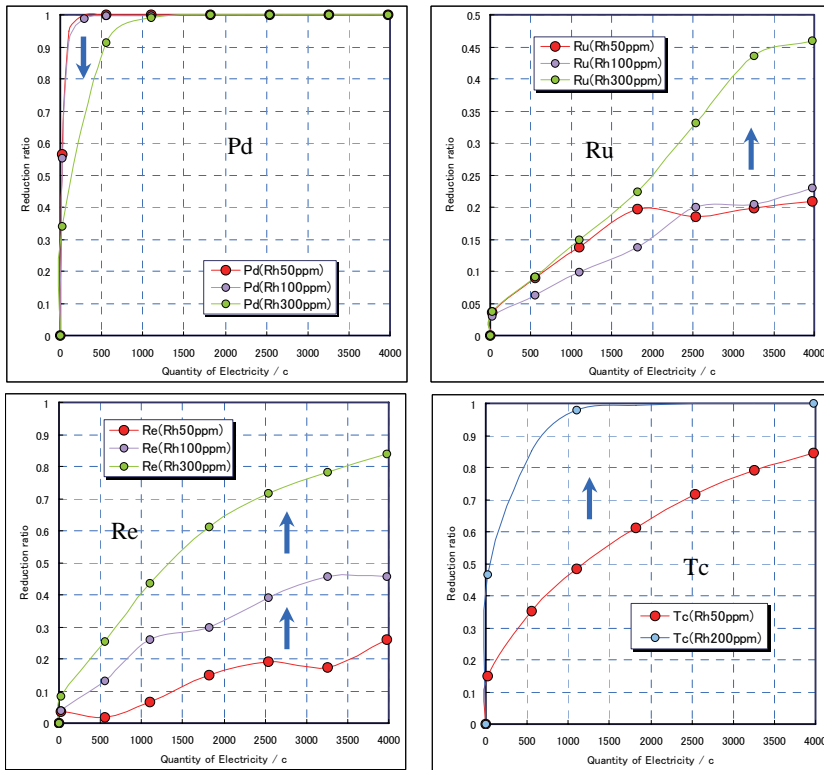 1
0.9
0.8
0.7
0.6
0.5
0.4
0.3
0.2
0.1
0
Reduction ratio
Pd
Pd(Rh50ppm)
Pd(Rh100ppm)
Pd(Rh300ppm)
0 500 1000 1500 2000 2500 3000 3500 4000
Quantity of Electricity / c
0.5
0.45
0.4
0.35
0.3
0.25
0.2
0.15
0.1
0.05
0
Reduction ratio
Ru(Rh50ppm)
Ru(Rh100ppm)
Ru(Rh300ppm)
Ru
0 500 1000 1500 2000 2500 3000 3500 4000
Quantity of Electricity / c
1
0.9
0.8
0.7
0.6
0.5
0.4
0.3
0.2
0.1
0
Reduction ratio
Re(Rh50ppm)
Re(Rh100ppm)
Re(Rh300ppm)
Re
0 500 1000 1500 2000 2500 3000 3500 4000
Quantity of Electricity / c
1
0.9
0.8
0.7
0.6
0.5
0.4
0.3
0.2
0.1
0
Reduction ratio
Tc
Tc(Rh50ppm)
Tc(Rh200ppm)
0 1000 2000 3000 4000
Quantity of Electricity / c